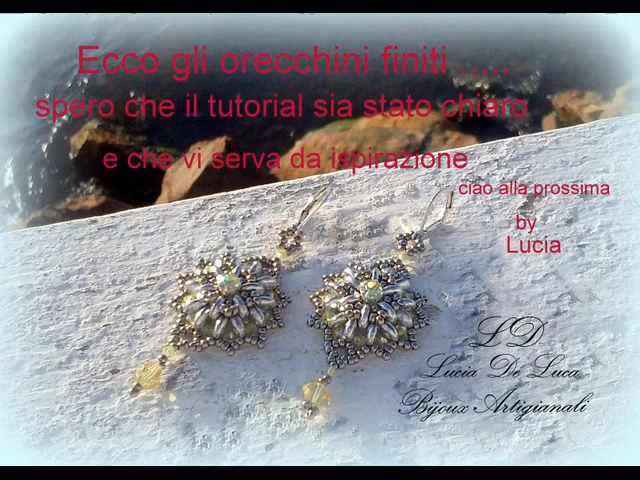 Ecco gli orecchini finiti .....
spero che il tutorial sia stato chiaro
e che vi serva da ispirazione
ciao alla prossima
by
Lucia
LD
Lucia De Luca
Bijoux Artigianali